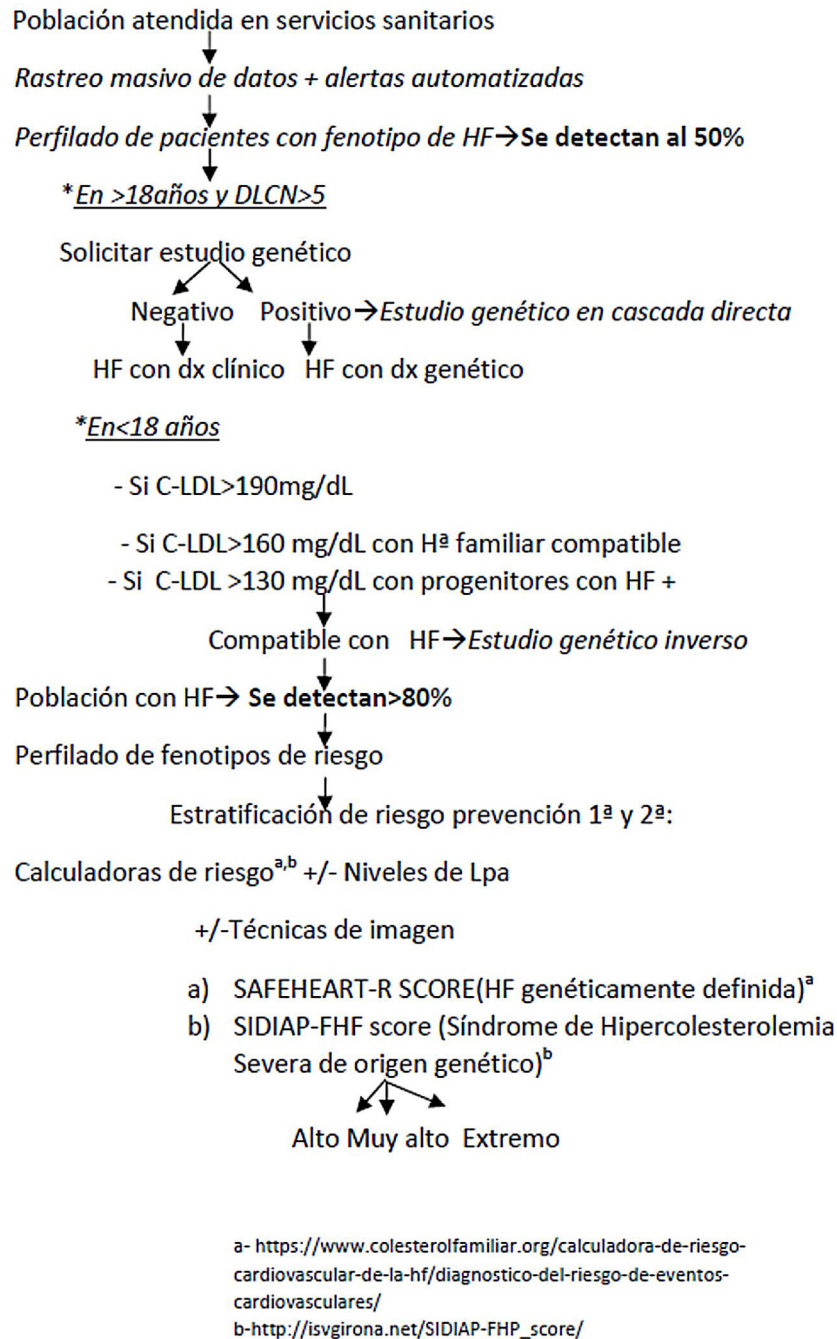 Población atendida en servicios sanitarios
Rastreo masivo de datos + alertas automatizadas
Perfilado de pacientes con fenotipo de HF→Se detectan al 50%
*En >18años y DLCN>5
Solicitar estudio genético
Negativo Positivo→Estudio genético en cascada directa
HF con dx clínico HF con dx genético
*En<18 años
- Si C-LDL>190mg/dL
- Si C-LDL>160 mg/dL con Hª familiar compatible
- Si C-LDL >130 mg/dL con progenitores con HF +
Compatible con HF→Estudio genético inverso
Población con HF→ Se detectan>80%
Perfilado de fenotipos de riesgo
Estratificación de riesgo prevención 1ª y 2ª:
Calculadoras de riesgoa,b +/- Niveles de Lpa
+/-Técnicas de imagen
a) SAFEHEART-R SCORE(HF genéticamente definida)a
b) SIDIAP-FHF score (Síndrome de Hipercolesterolemia
Severa de origen genético)b
Alto Muy alto Extremo
a- https://www.colesterolfamiliar.org/calculadora-de-riesgo-
cardiovascular-de-la-hf/diagnostico-del-riesgo-de-eventos-
cardiovasculares/
b-http://isvgirona.net/SIDIAP-FHP_score/